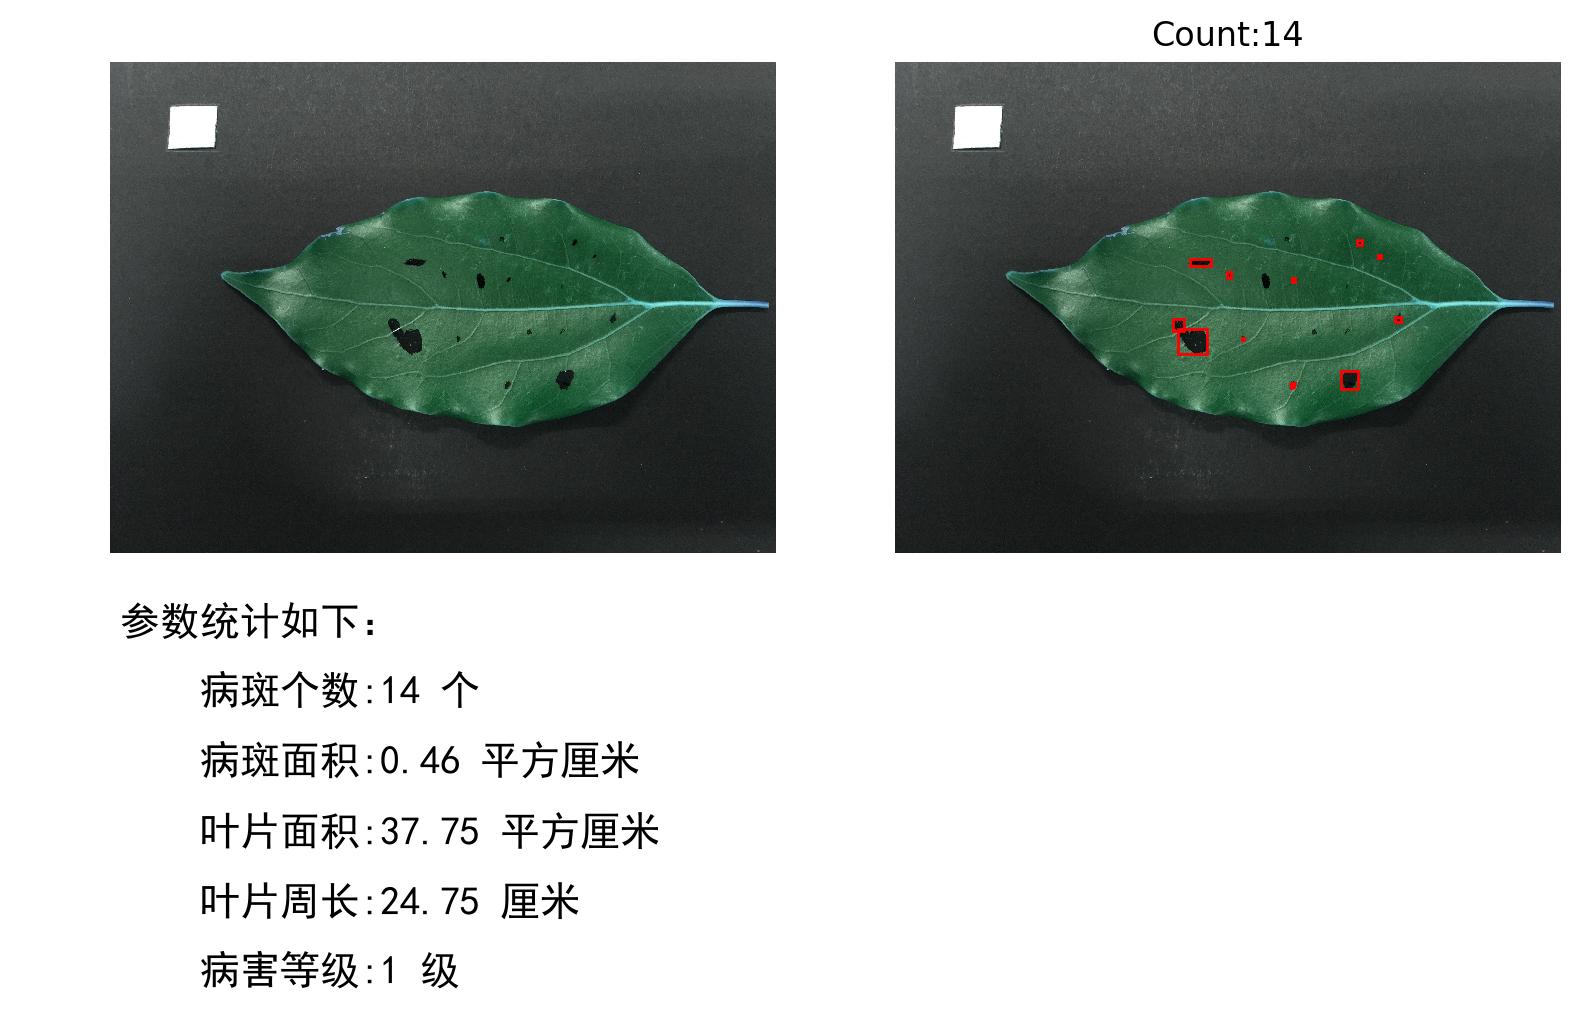 Count:14
参数统计如下：
病斑个数:14 个
病斑面积:0.46 平方厘米
叶片面积:37.75 平方厘米
叶片周长:24.75 厘米
病害等级:1 级